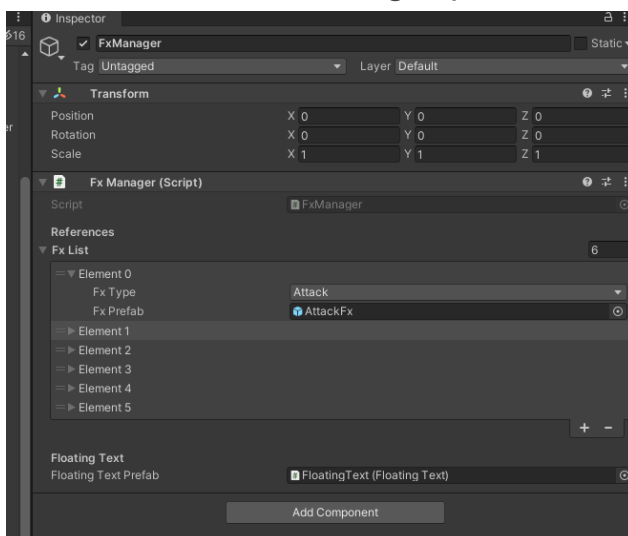 Inspector
16
FxManager
Static
Tag Untagged Layer Default
Transform
Position X 0 Y 0 Z 0
er
Rotation X 0 Y 0 Z 0
Scale X 1 Y 1 Z 1
# Fx Manager (Script)
Script # FxManager
References
Fx List 6
Element 0
Fx Type Attack
Fx Prefab AttackFx
Element 1
Element 2
Element 3
Element 4
Element 5
+ -
Floating Text
Floating Text Prefab # FloatingText (Floating Text)
Add Component